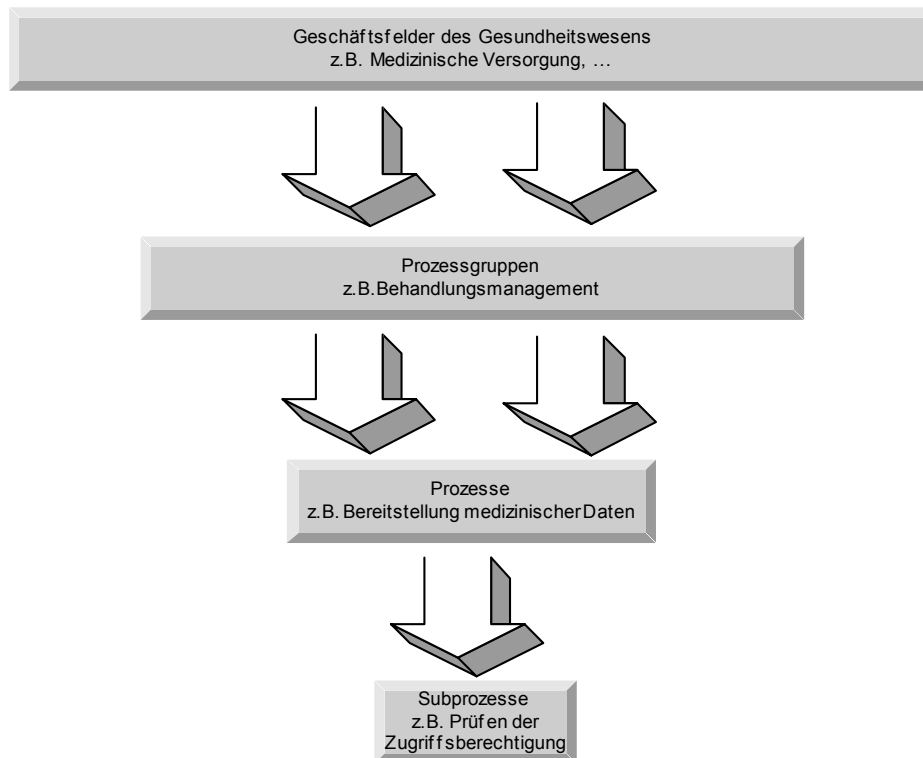 Geschäftsfelder des Gesundheitswesens
z.B. Medizinische Versorgung, …
Prozessgruppen
z.B.Behandlungsmanagement
Prozesse
z.B. Bereitstellung medizinischer Daten
Subprozesse
z.B. Prüfen der
Zugriffsberechtigung